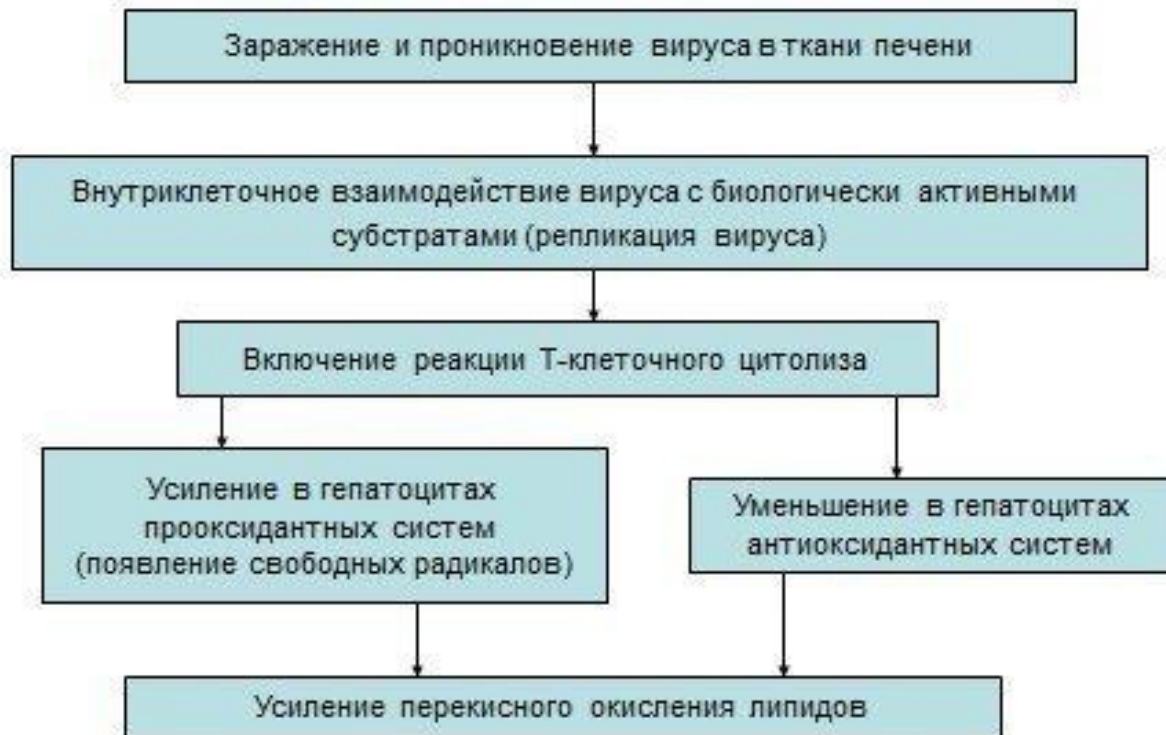 Заражение и проникновение вируса в ткани печени
Внутриклеточное взаимодействие вируса с биологически активными
субстратами (репликация вируса)
Включение реакции Т-клеточного цитолиза
Усиление в гепатоцитах
прооксидантных систем
(появление свободных радикалов)
Уменьшение в гепатоцитах
антиоксидантных систем
Усиление перекисного окисления липидов